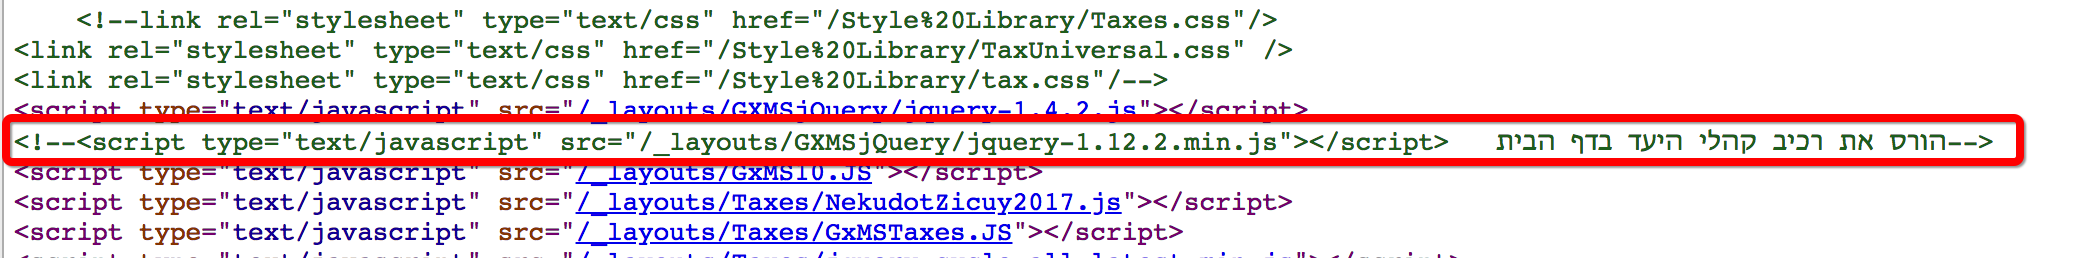 <!--link rel="stylesheet" type="text/css" href="/Style%20Library/Taxes.css"/>
<link rel="stylesheet" type="text/css" href="/Style%20Library/TaxUniversal.css" />
<link rel="stylesheet" type="text/css" href="/Style%20Library/tax.css"/-->
<script type="text/javascript" src="/_layouts/GXMSjQuery/jquery-1.4.2.js"></script>
<!--<script type="text/javascript" src="/_layouts/GXMSjQuery/jquery-1.12.2.min.js"></script> הורס את רכיב קהלי היעד בדף הבית-->
<script type="text/javascript" src="/_layouts/GxMSIO.JS"></script>
<script type="text/javascript" src="/_layouts/Taxes/NekudotZicuy2017.js"></script>
<script type="text/javascript" src="/_layouts/Taxes/GxMSTaxes.JS"></script>